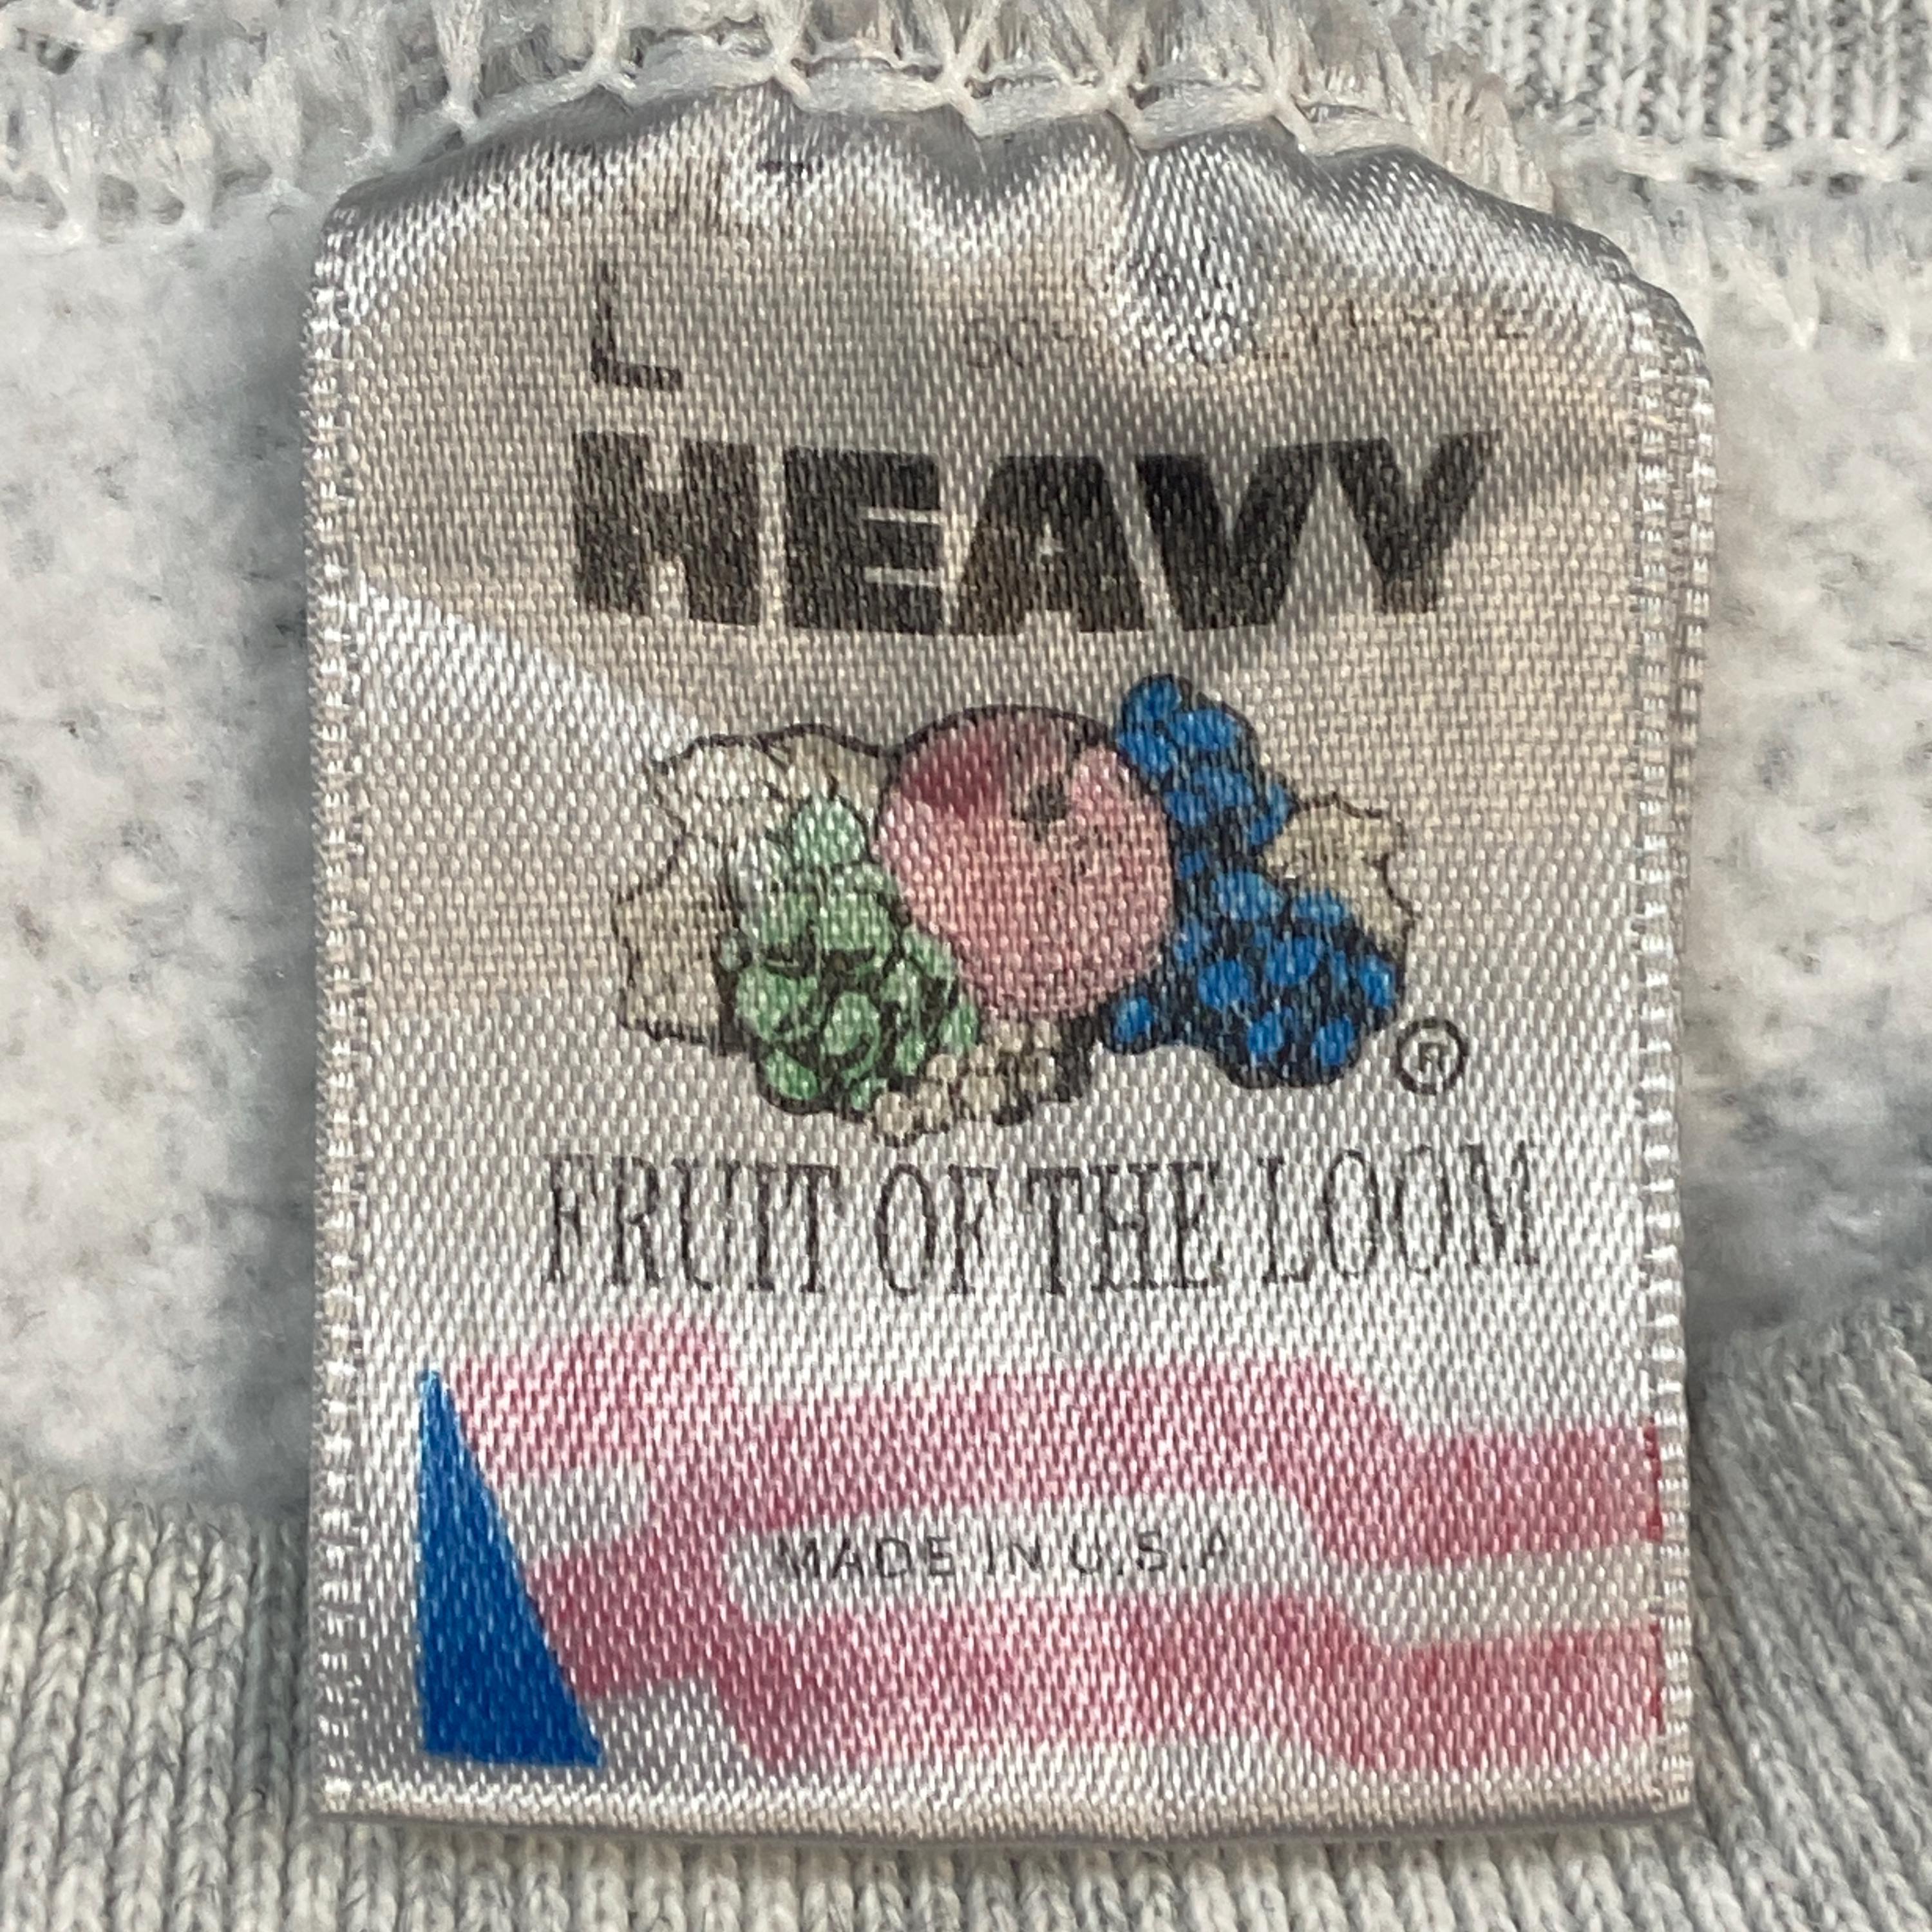 L
HEAVY
®
FRUIT OF THE LOOM
MADE IN U.S.A